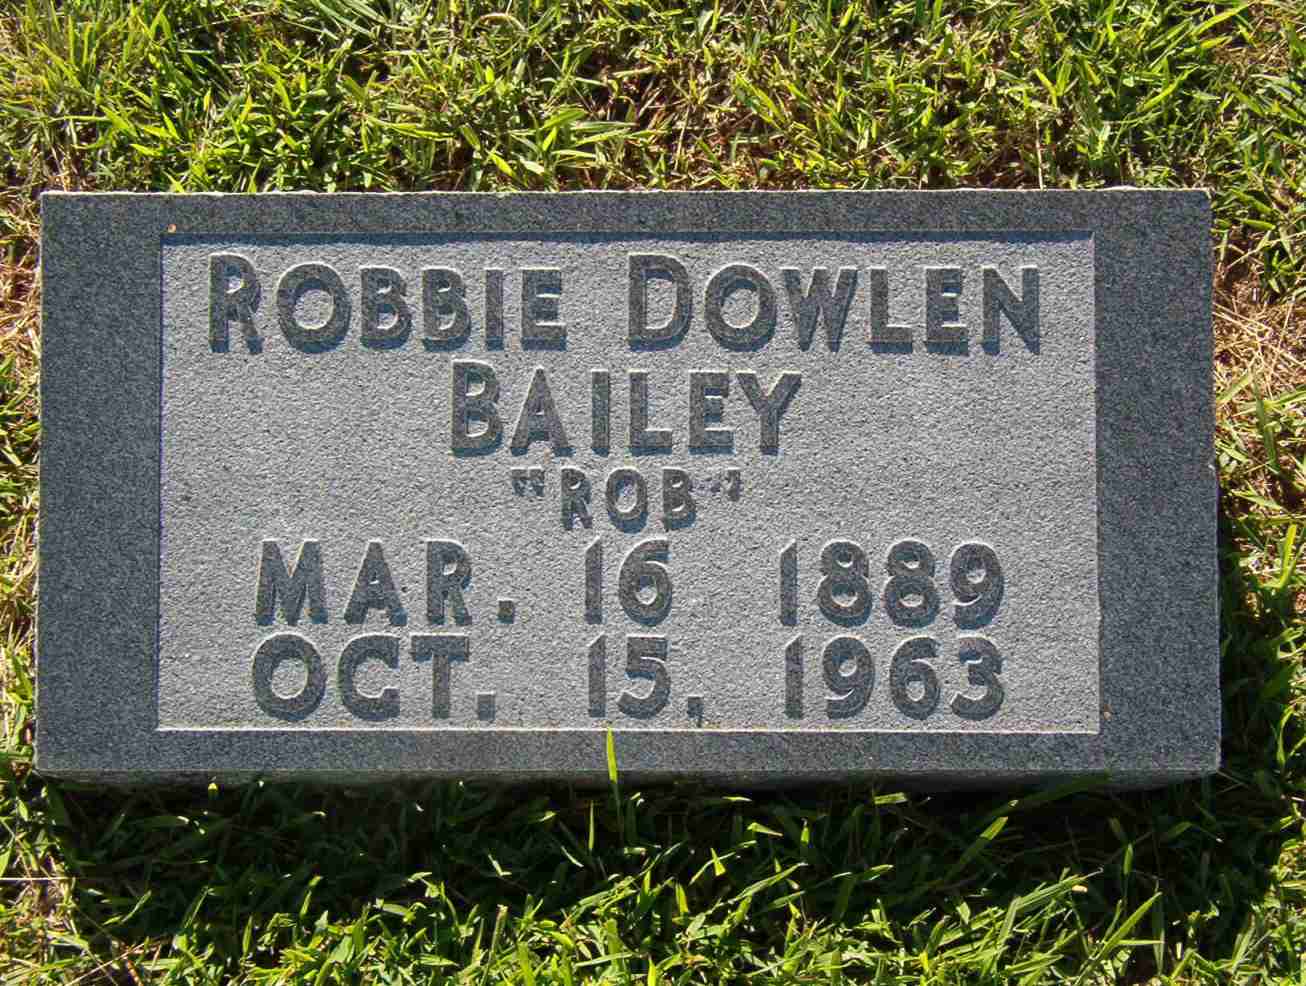 ROBBIE DOWLEN
BAILEY
"ROB"
MAR. 16, 1889
OCT. 15, 1963